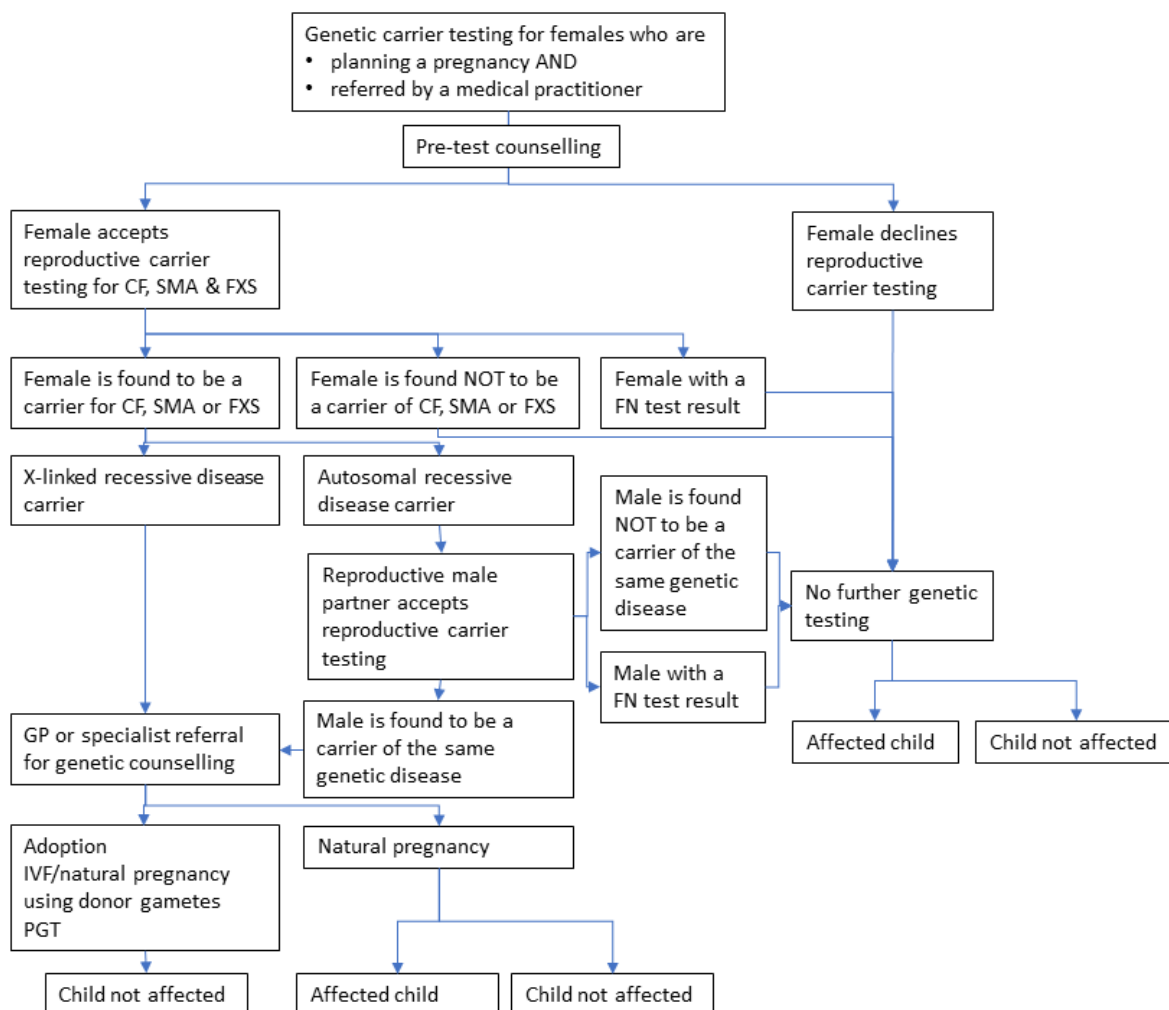 Genetic carrier testing for females who are
• planning a pregnancy AND
• referred by a medical practitioner
Pre-test counselling
Female accepts
reproductive carrier
testing for CF, SMA & FXS
Female declines
reproductive
carrier testing
Female is found to be a
carrier for CF, SMA or FXS
Female is found NOT to be
a carrier of CF, SMA or FXS
Female with a
FN test result
X-linked recessive disease
carrier
Autosomal recessive
disease carrier
Male is found
NOT to be a
carrier of the
same genetic
disease
Reproductive male
partner accepts
reproductive carrier
testing
No further genetic
testing
Male with a
FN test result
GP or specialist referral
for genetic counselling
Male is found to be a
carrier of the same
genetic disease
Affected child
Child not affected
Adoption
IVF/natural pregnancy
using donor gametes
PGT
Natural pregnancy
Child not affected
Affected child
Child not affected